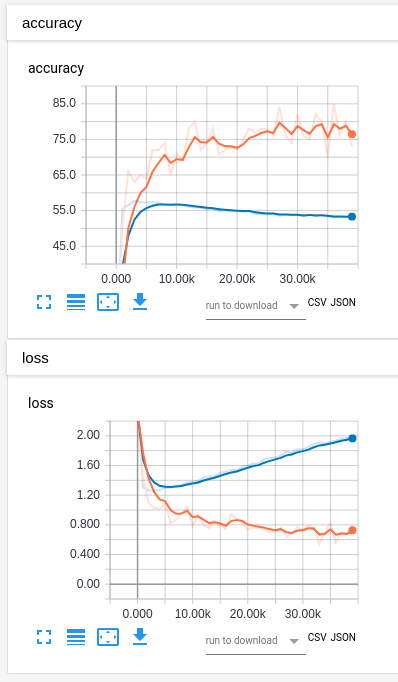 accuracy
accuracy
85.0
75.0
65.0
55.0
45.0
0.000 10.00k 20.00k 30.00k
run to download CSV JSON
loss
loss
2.00
1.60
1.20
0.800
0.400
0.00
0.000 10.00k 20.00k 30.00k
run to download CSV JSON